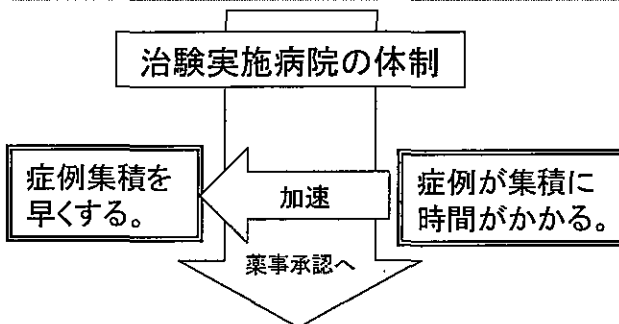 治験実施病院の体制
症例集積を
早くする。
加速
症例が集積に
時間がかかる。
薬事承認へ